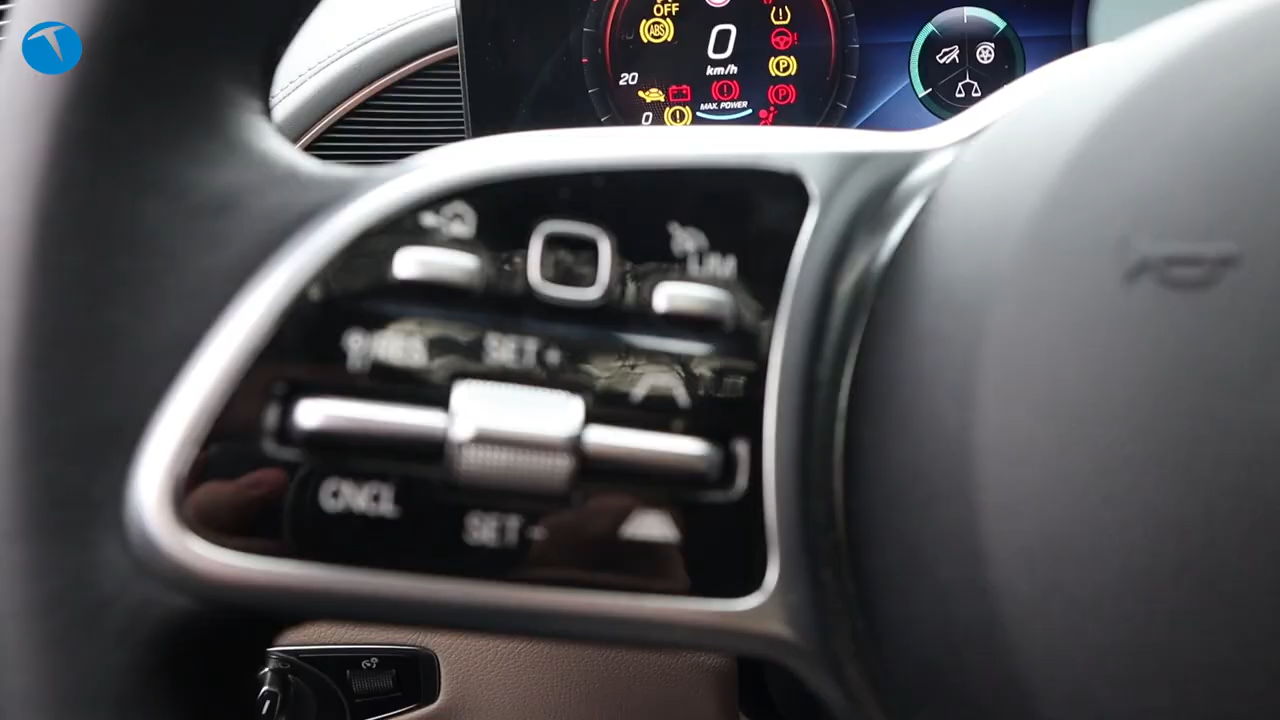 OFF
ABS
0
km/h
20
MAX. POWER
0
P
P
LIM
RES
SET +
CNCL
SET -